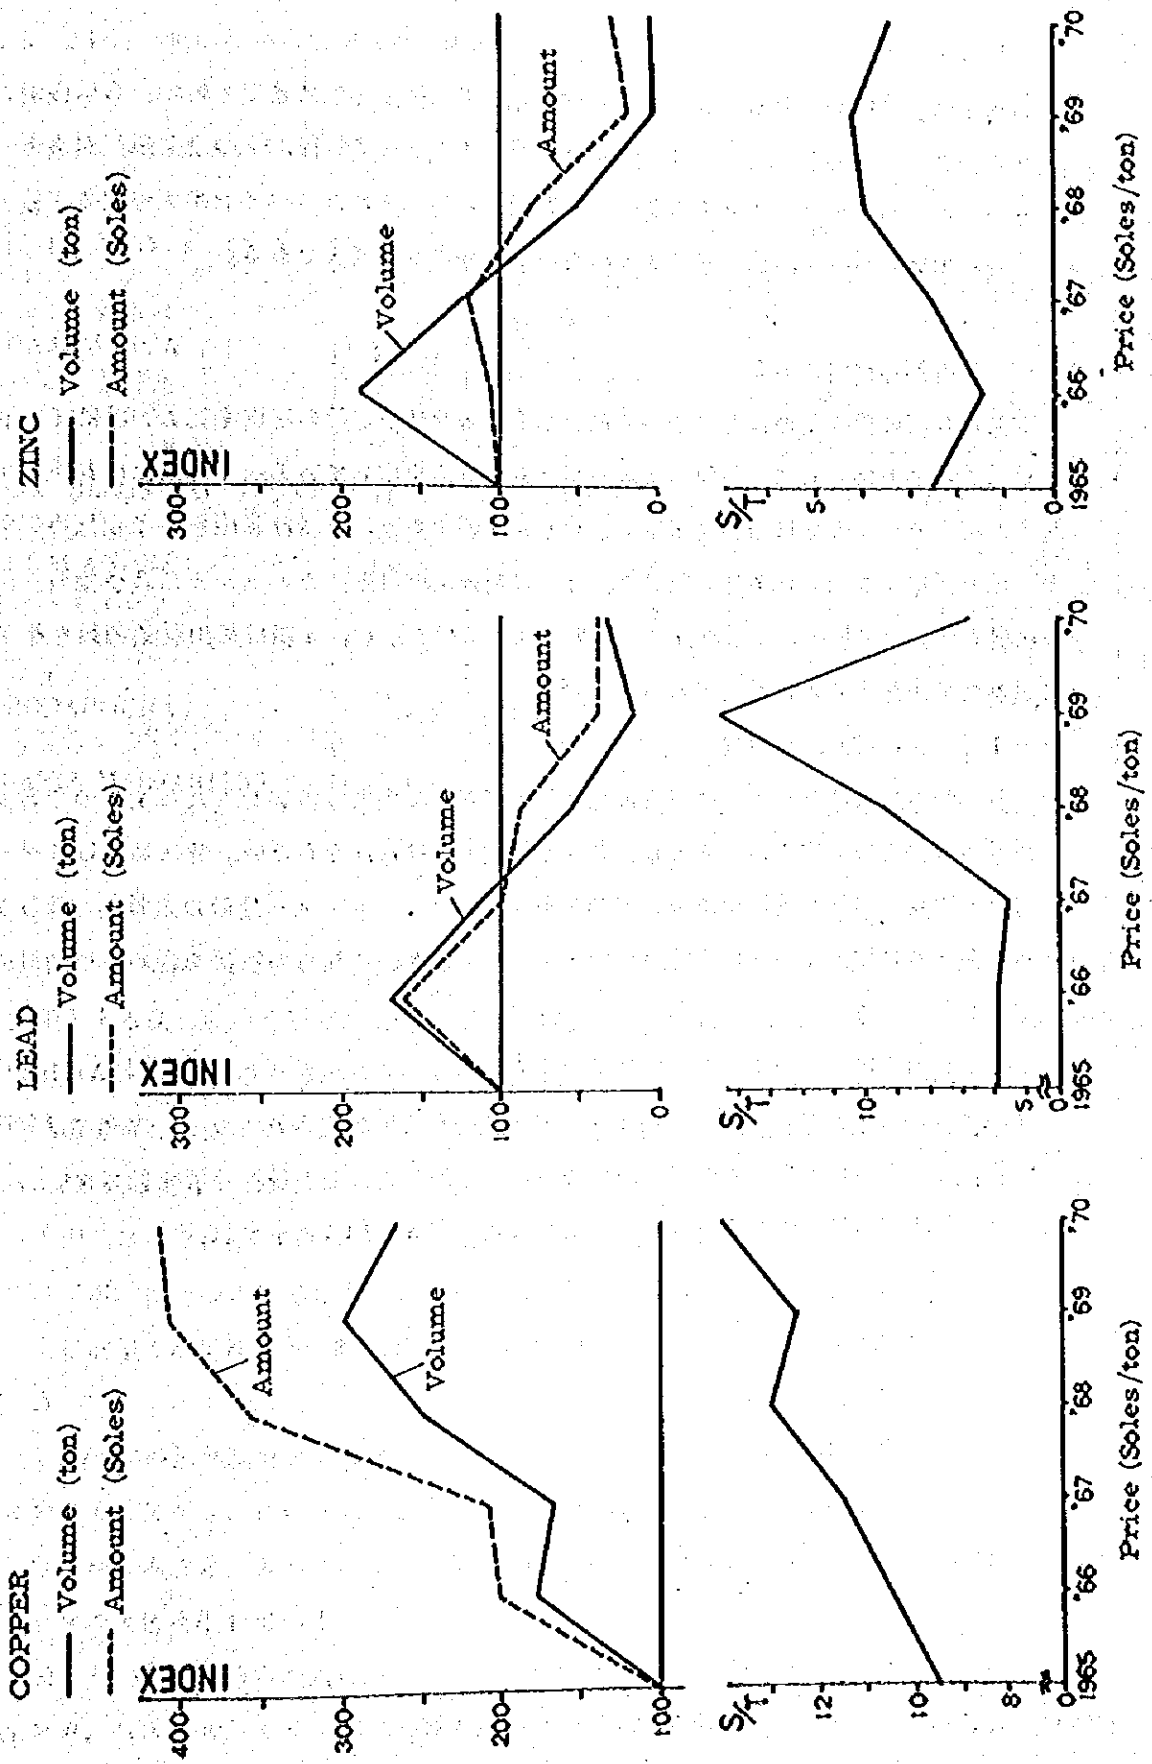 COPPER
Volume (ton)
Amount (Soles)
INDEX
400
300
200
100
Amount
Volume
S/T
12
10
8
0
1965
'66
'67
'68
'69
'70
Price (Soles/ton)
LEAD
Volume (ton)
Amount (Soles)
INDEX
300
200
100
0
Volume
Amount
S/T
10
5
0
1965
'66
'67
'68
'69
'70
Price (Soles/ton)
ZINC
Volume (ton)
Amount (Soles)
INDEX
300
200
100
0
Volume
Amount
S/T
5
0
1965
'66
'67
'68
'69
'70
Price (Soles/ton)